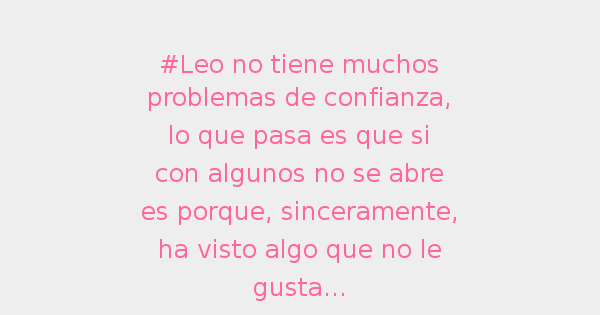 #Leo no tiene muchos
problemas de confianza,
lo que pasa es que si
con algunos no se abre
es porque, sinceramente,
ha visto algo que no le
gusta...